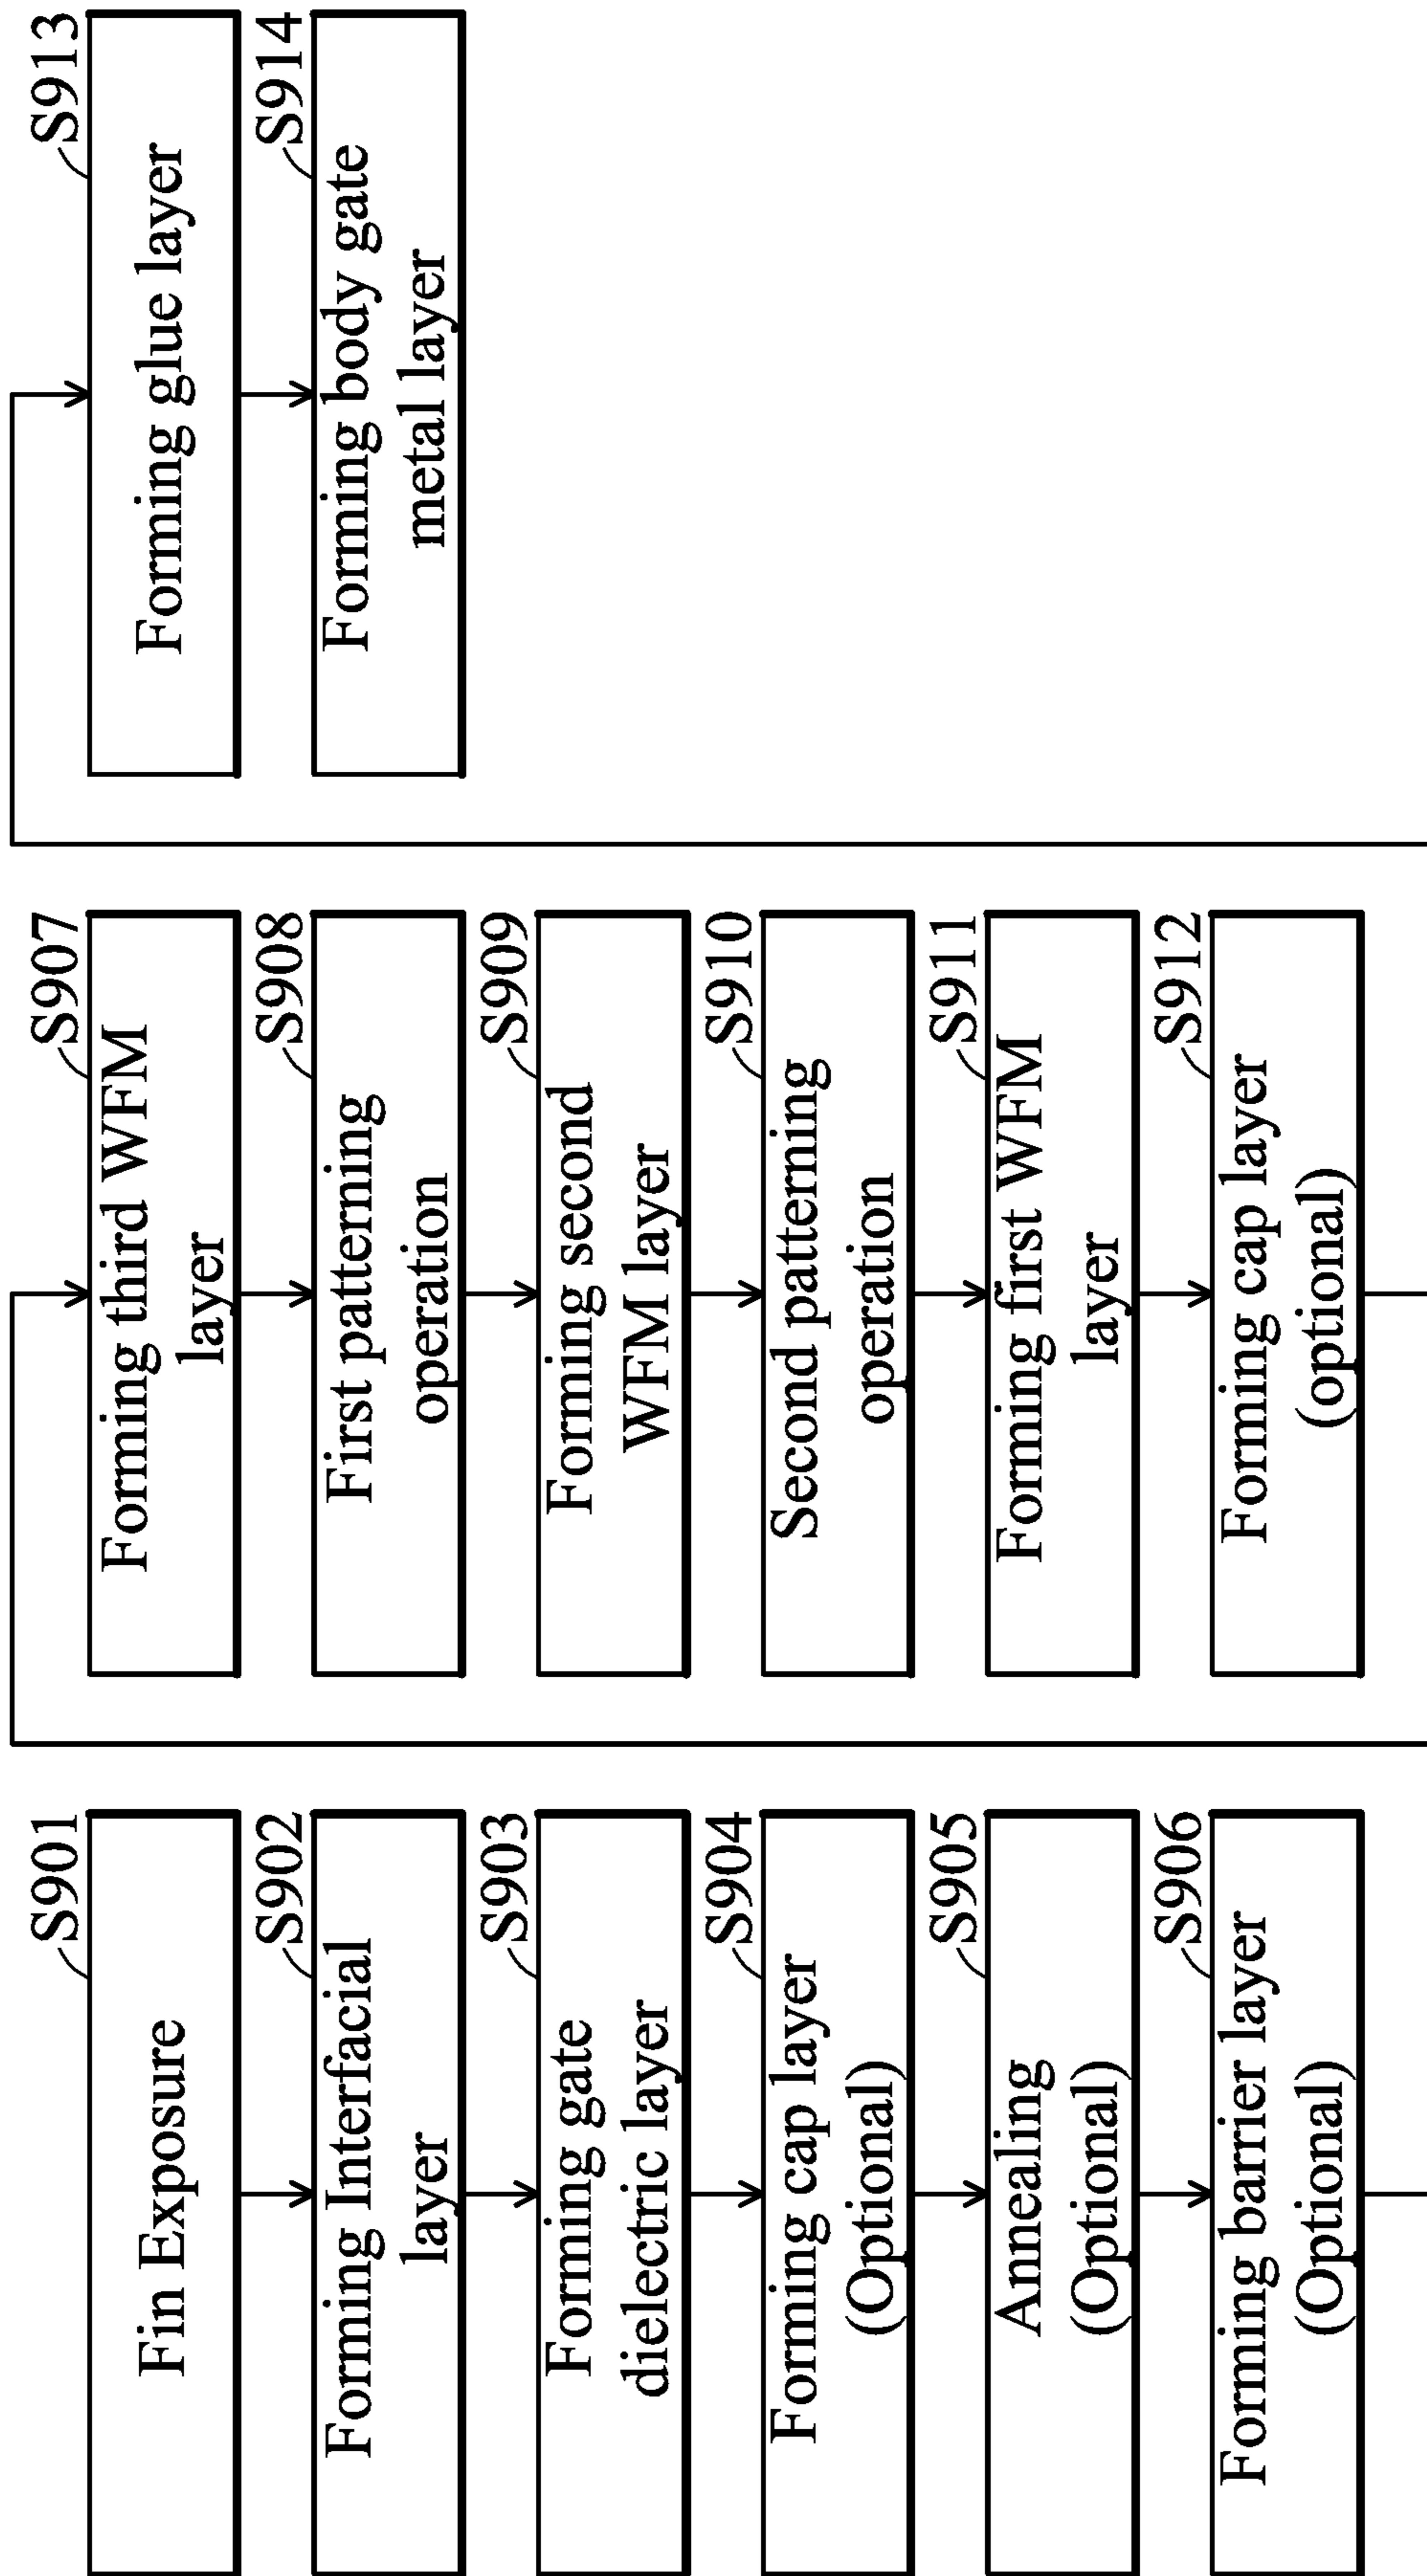 S901
Fin Exposure
S902
Forming Interfacial
layer
S903
Forming gate
dielectric layer
S904
Forming cap layer
(Optional)
S905
Annealing
(Optional)
S906
Forming barrier layer
(Optional)
S907
Forming third WFM
layer
S908
First patterning
operation
S909
Forming second
WFM layer
S910
Second patterning
operation
S911
Forming first WFM
layer
S912
Forming cap layer
(optional)
S913
Forming glue layer
S914
Forming body gate
metal layer